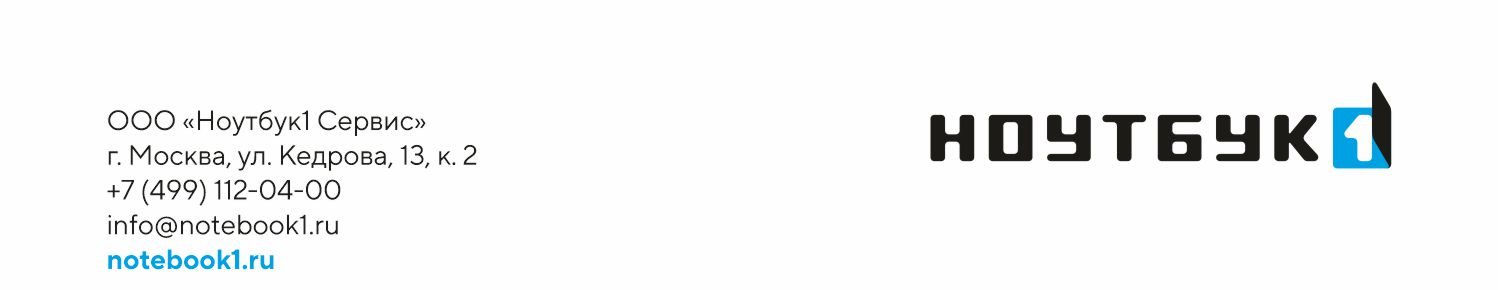 ООО «Ноутбук1 Сервис»
г. Москва, ул. Кедрова, 13, к. 2
+7 (499) 112-04-00
info@notebook1.ru
notebook1.ru
НОУТБУК1